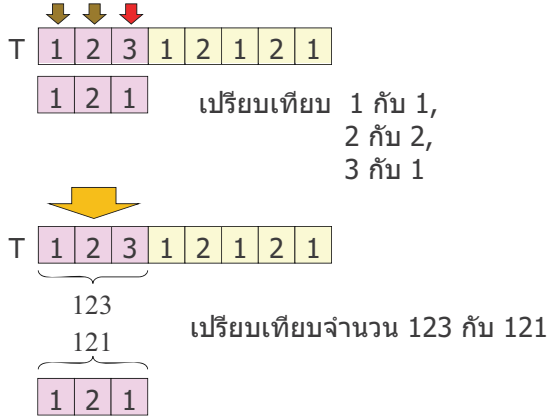 T 1 2 3 1 2 1 2 1
1 2 1
เปรียบเทียบ 1 กับ 1,
2 กับ 2,
3 กับ 1
T 1 2 3 1 2 1 2 1
123
เปรียบเทียบจำนวน 123 กับ 121
121
1 2 1